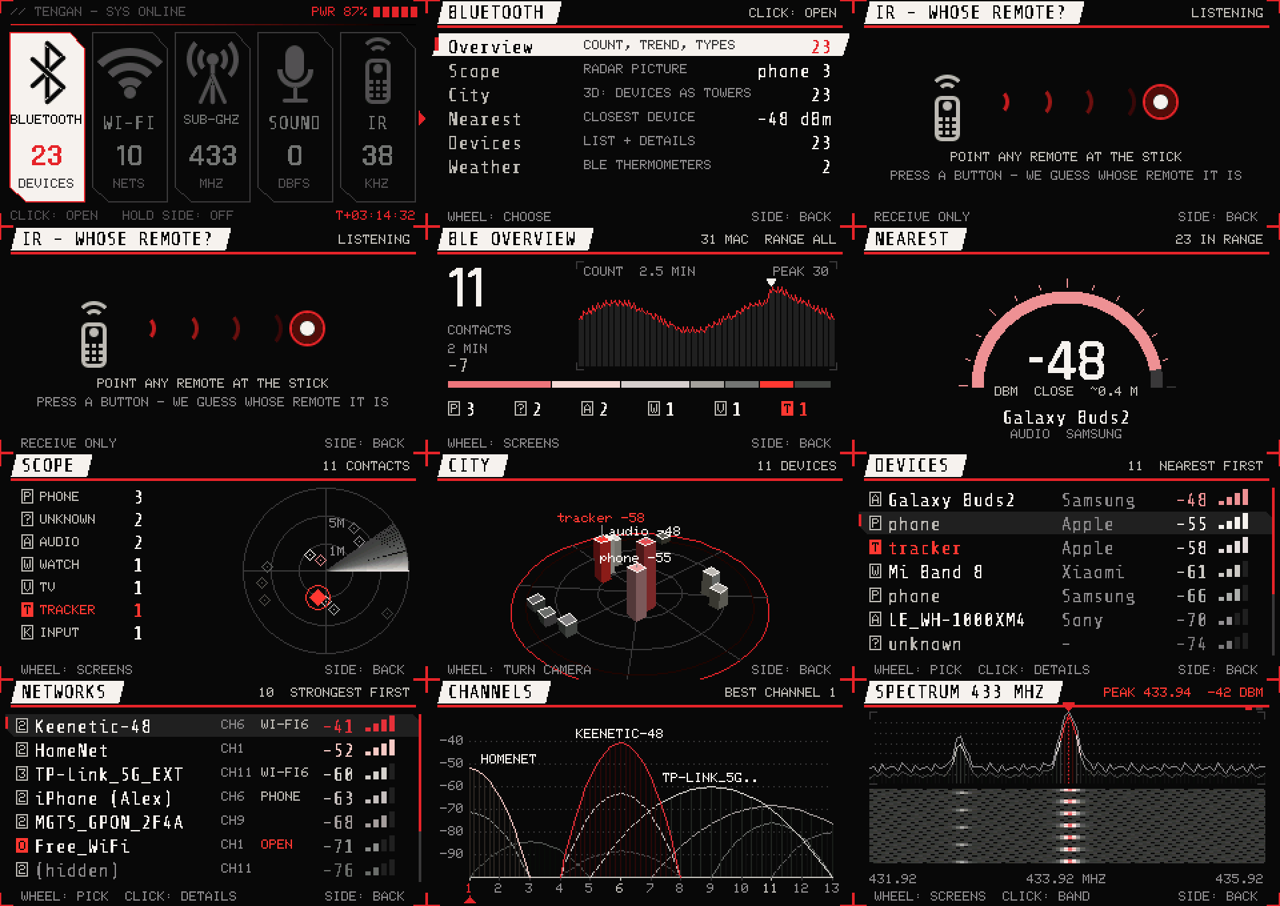 // TENGAN - SYS ONLINE PWR 87%
BLUETOOTH
23
DEVICES
WI-FI
10
NETS
SUB-GHZ
433
MHZ
SOUND
0
DBFS
IR
38
KHZ
CLICK: OPEN HOLD SIDE: OFF T+03:14:32
BLUETOOTH CLICK: OPEN
Overview COUNT, TREND, TYPES 23
Scope RADAR PICTURE phone 3
City 3D: DEVICES AS TOWERS 23
Nearest CLOSEST DEVICE -48 dBm
Devices LIST + DETAILS 23
Weather BLE THERMOMETERS 2
WHEEL: CHOOSE SIDE: BACK
IR - WHOSE REMOTE? LISTENING
POINT ANY REMOTE AT THE STICK
PRESS A BUTTON - WE GUESS WHOSE REMOTE IT IS
RECEIVE ONLY SIDE: BACK
IR - WHOSE REMOTE? LISTENING
POINT ANY REMOTE AT THE STICK
PRESS A BUTTON - WE GUESS WHOSE REMOTE IT IS
RECEIVE ONLY SIDE: BACK
BLE OVERVIEW 31 MAC RANGE ALL
11
CONTACTS
2 MIN
-7
COUNT 2.5 MIN PEAK 30
P 3 ? 2 A 2 W 1 V 1 T 1
WHEEL: SCREENS SIDE: BACK
NEAREST 23 IN RANGE
-48
DBM CLOSE ~0.4 M
Galaxy Buds2
AUDIO SAMSUNG
RECEIVE ONLY SIDE: BACK
SCOPE 11 CONTACTS
P PHONE 3
? UNKNOWN 2
A AUDIO 2
W WATCH 1
V TV 1
T TRACKER 1
K INPUT 1
5M
1M
WHEEL: SCREENS SIDE: BACK
CITY 11 DEVICES
tracker -58
audio -48
phone -55
WHEEL: TURN CAMERA SIDE: BACK
DEVICES 11 NEAREST FIRST
A Galaxy Buds2 Samsung -48
P phone Apple -55
T tracker Apple -58
W Mi Band 8 Xiaomi -61
P phone Samsung -66
A LE_WH-1000XM4 Sony -70
? unknown - -74
WHEEL: PICK CLICK: DETAILS SIDE: BACK
NETWORKS 10 STRONGEST FIRST
2 Keenetic-48 CH6 WI-FI6 -41
2 HomeNet CH1 -52
3 TP-Link_5G_EXT CH11 WI-FI6 -60
2 iPhone (Alex) CH6 PHONE -63
2 MGTS_GPON_2F4A CH9 -68
O Free_WiFi CH1 OPEN -71
2 (hidden) CH11 -76
WHEEL: PICK CLICK: DETAILS SIDE: BACK
CHANNELS BEST CHANNEL 1
KEENETIC-48
HOMENET
TP-LINK_5G..
-40
-50
-60
-70
-80
-90
1 2 3 4 5 6 7 8 9 10 11 12 13
SPECTRUM 433 MHZ PEAK 433.94 -42 DBM
431.92 433.92 MHZ 435.92
WHEEL: SCREENS CLICK: BAND SIDE: BACK